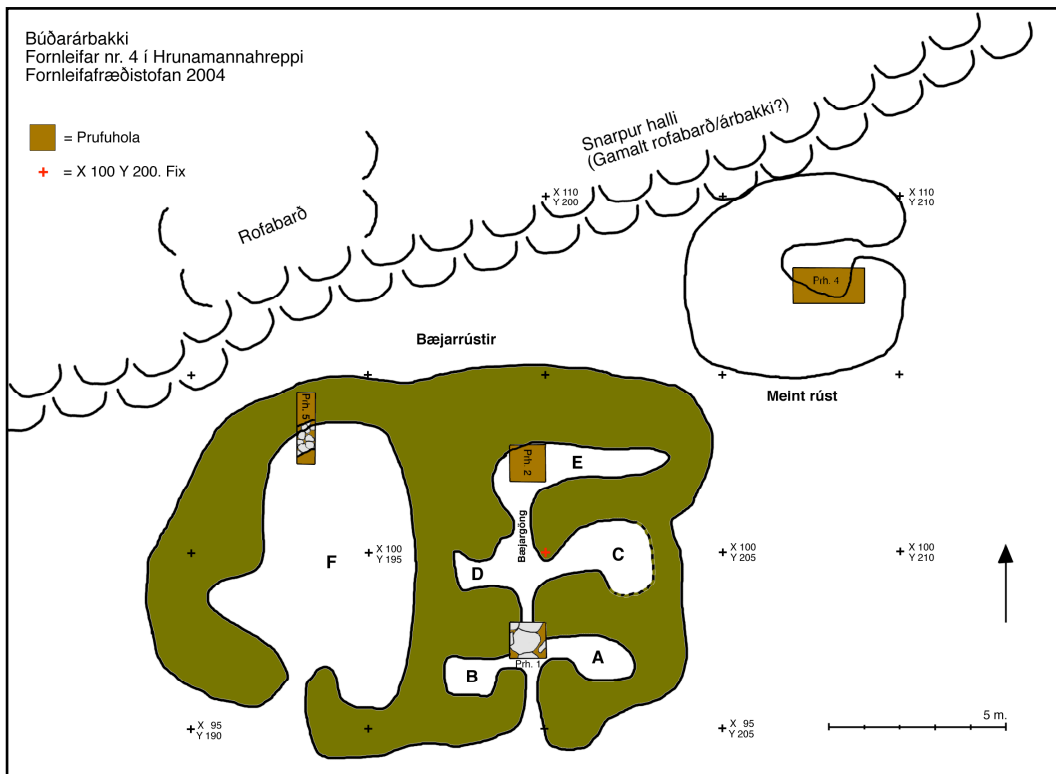 Búðarárbakki
Fornleifar nr. 4 í Hrunamannahreppi
Fornleifafræðistofan 2004
= Prufuhola
= X 100 Y 200. Fix
Snarpur halli
(Gamalt rofabarð/árbakki?)
Rofabarð
X 110
Y 200
X 110
Y 210
Prh. 4
Bæjarrústir
Meint rúst
Prh. 5
Prh. 2
E
Bæjargöng
X 100
Y 195
F
D
C
X 100
Y 205
X 100
Y 210
Prh. 1
A
B
X 95
Y 190
X 95
Y 205
5 m.